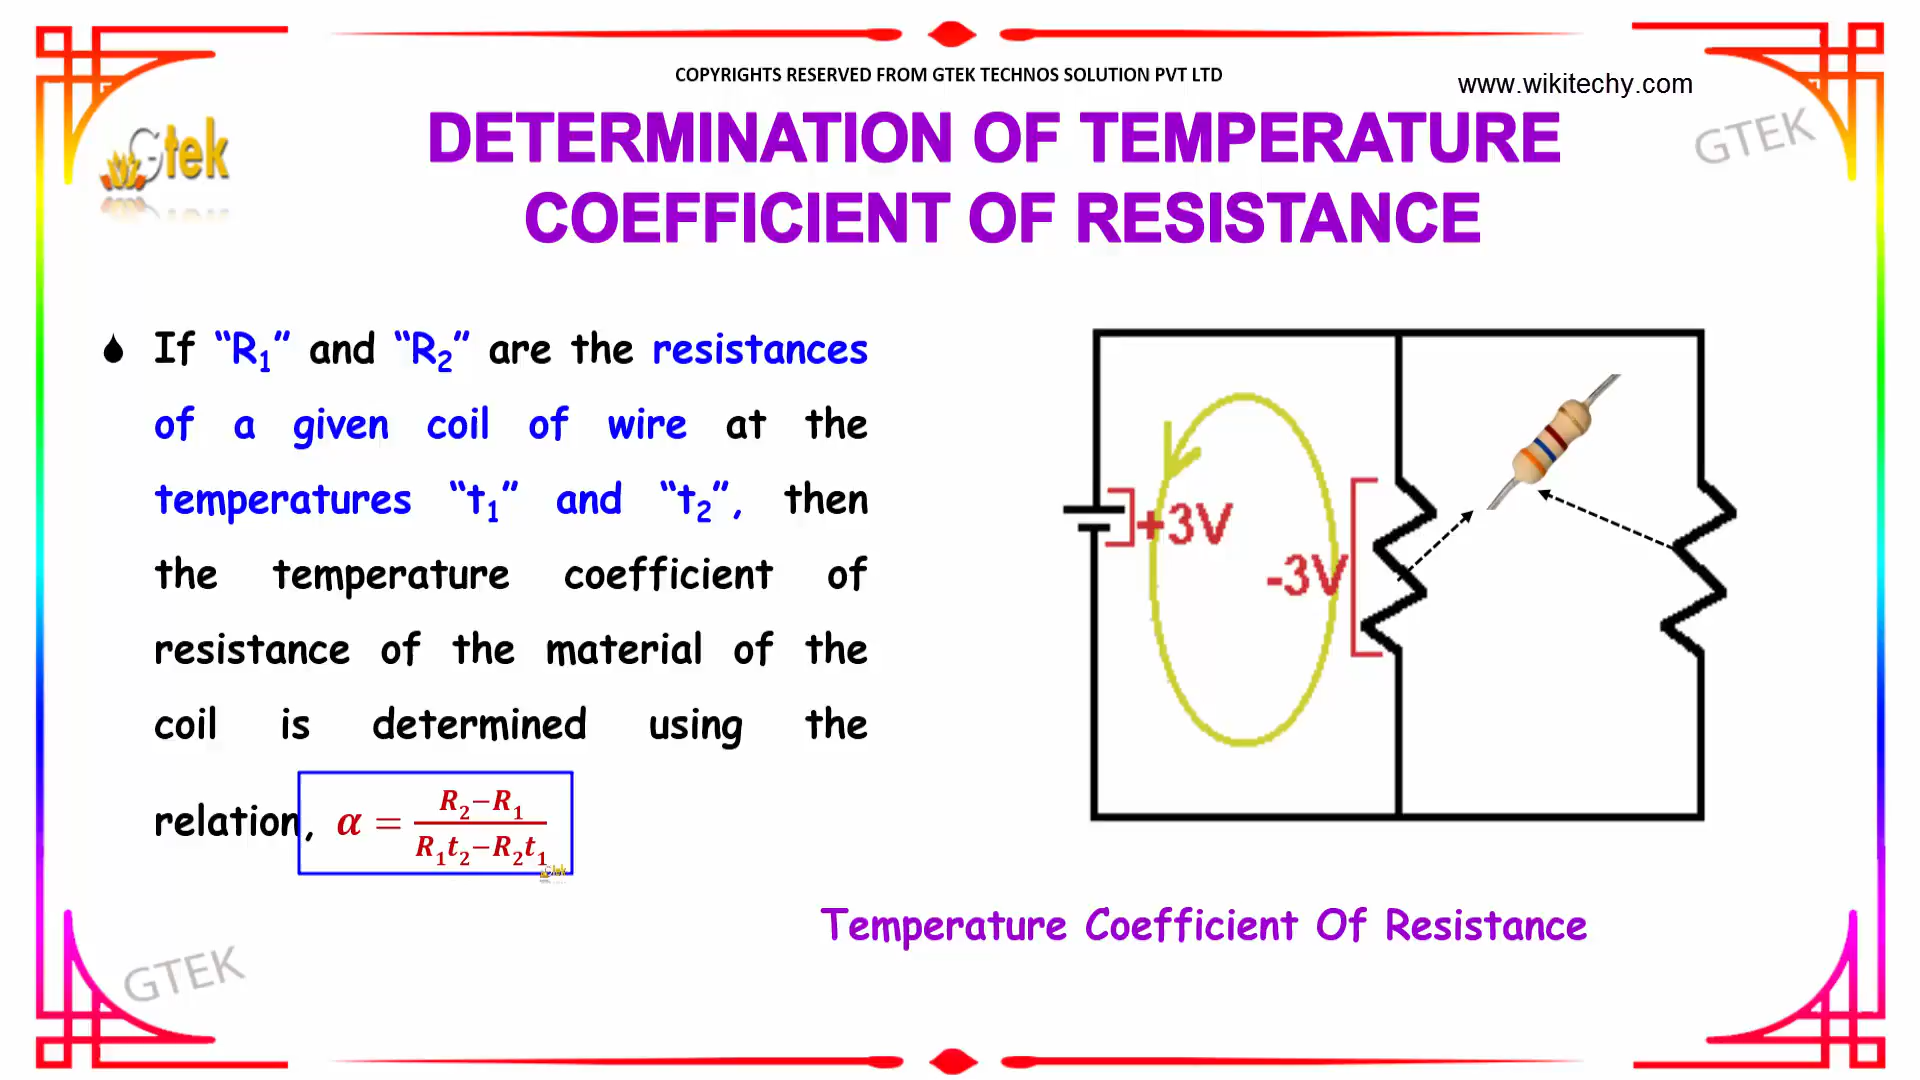 COPYRIGHTS RESERVED FROM GTEK TECHNOS SOLUTION PVT LTD
www.wikitechy.com
Gtek
GTEK
DETERMINATION OF TEMPERATURE
COEFFICIENT OF RESISTANCE
If “R₁” and “R₂” are the resistances
of a given coil of wire at the
temperatures “t₁” and “t₂”, then
the temperature coefficient of
resistance of the material of the
coil is determined using the
relation, α = (R₂−R₁)/(R₁t₂−R₂t₁)
Gtek
+3V
-3V
Temperature Coefficient Of Resistance
GTEK